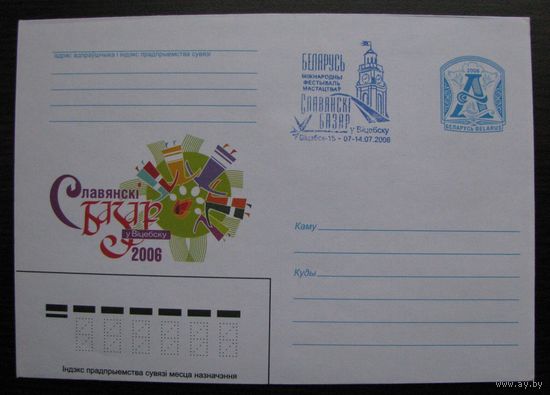 адрас адпраўшчыка і індэкс прадпрыемства сувязі
БЕЛАРУСЬ
МІЖНАРОДНЫ
ФЕСТЫВАЛЬ
МАСТАЦТВАЎ
СЛАВЯНСКІ
БАЗАР
у Віцебску
Віцебск-15 - 07-14.07.2006
2006
А
БЕЛАРУСЬ BELARUS
Славянскі
БАЗАР
у Віцебску
2006
Каму
Куды
Індэкс прадпрыемства сувязі месца назначэння
www.ay.by